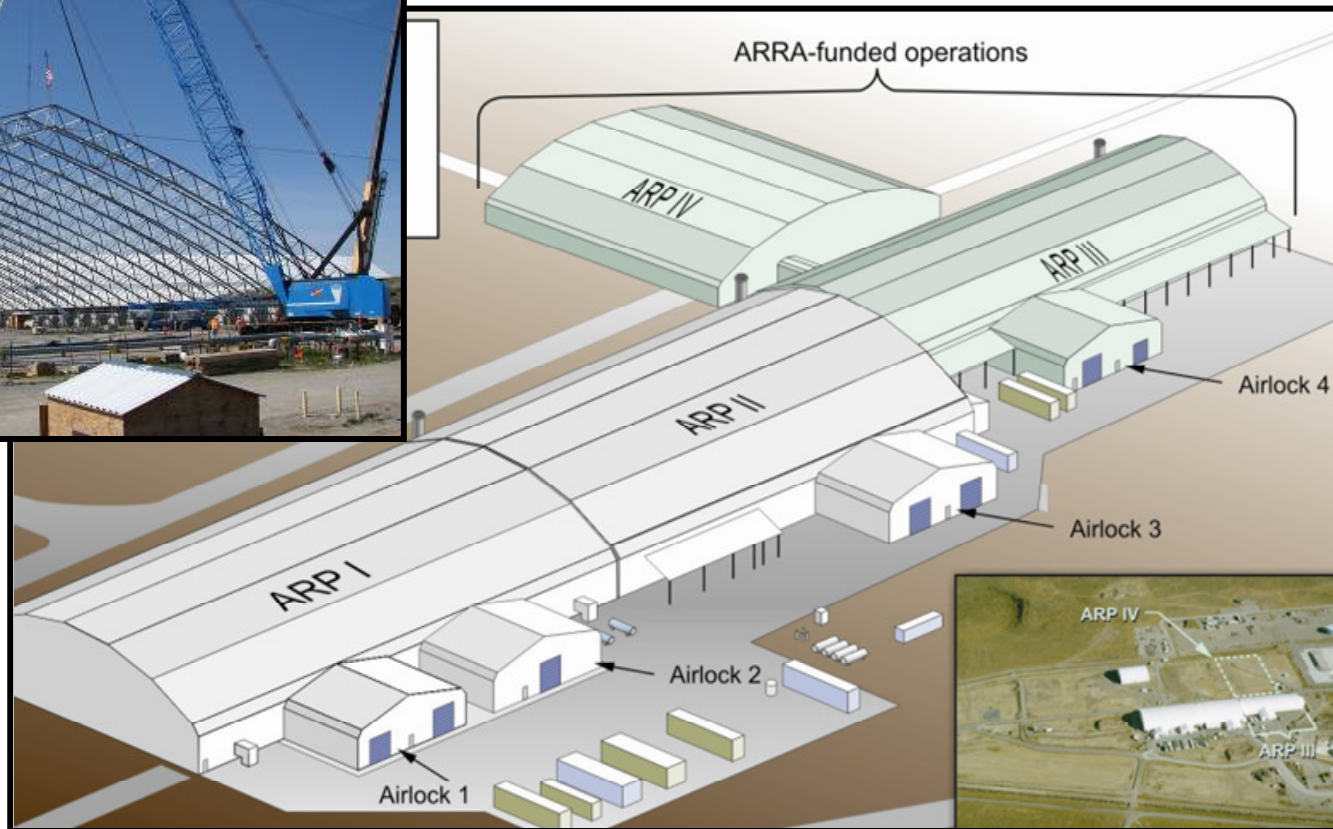 ARRA-funded operations
ARP IV
ARP III
Airlock 4
ARP II
Airlock 3
ARP I
Airlock 2
Airlock 1
ARP IV
ARP III